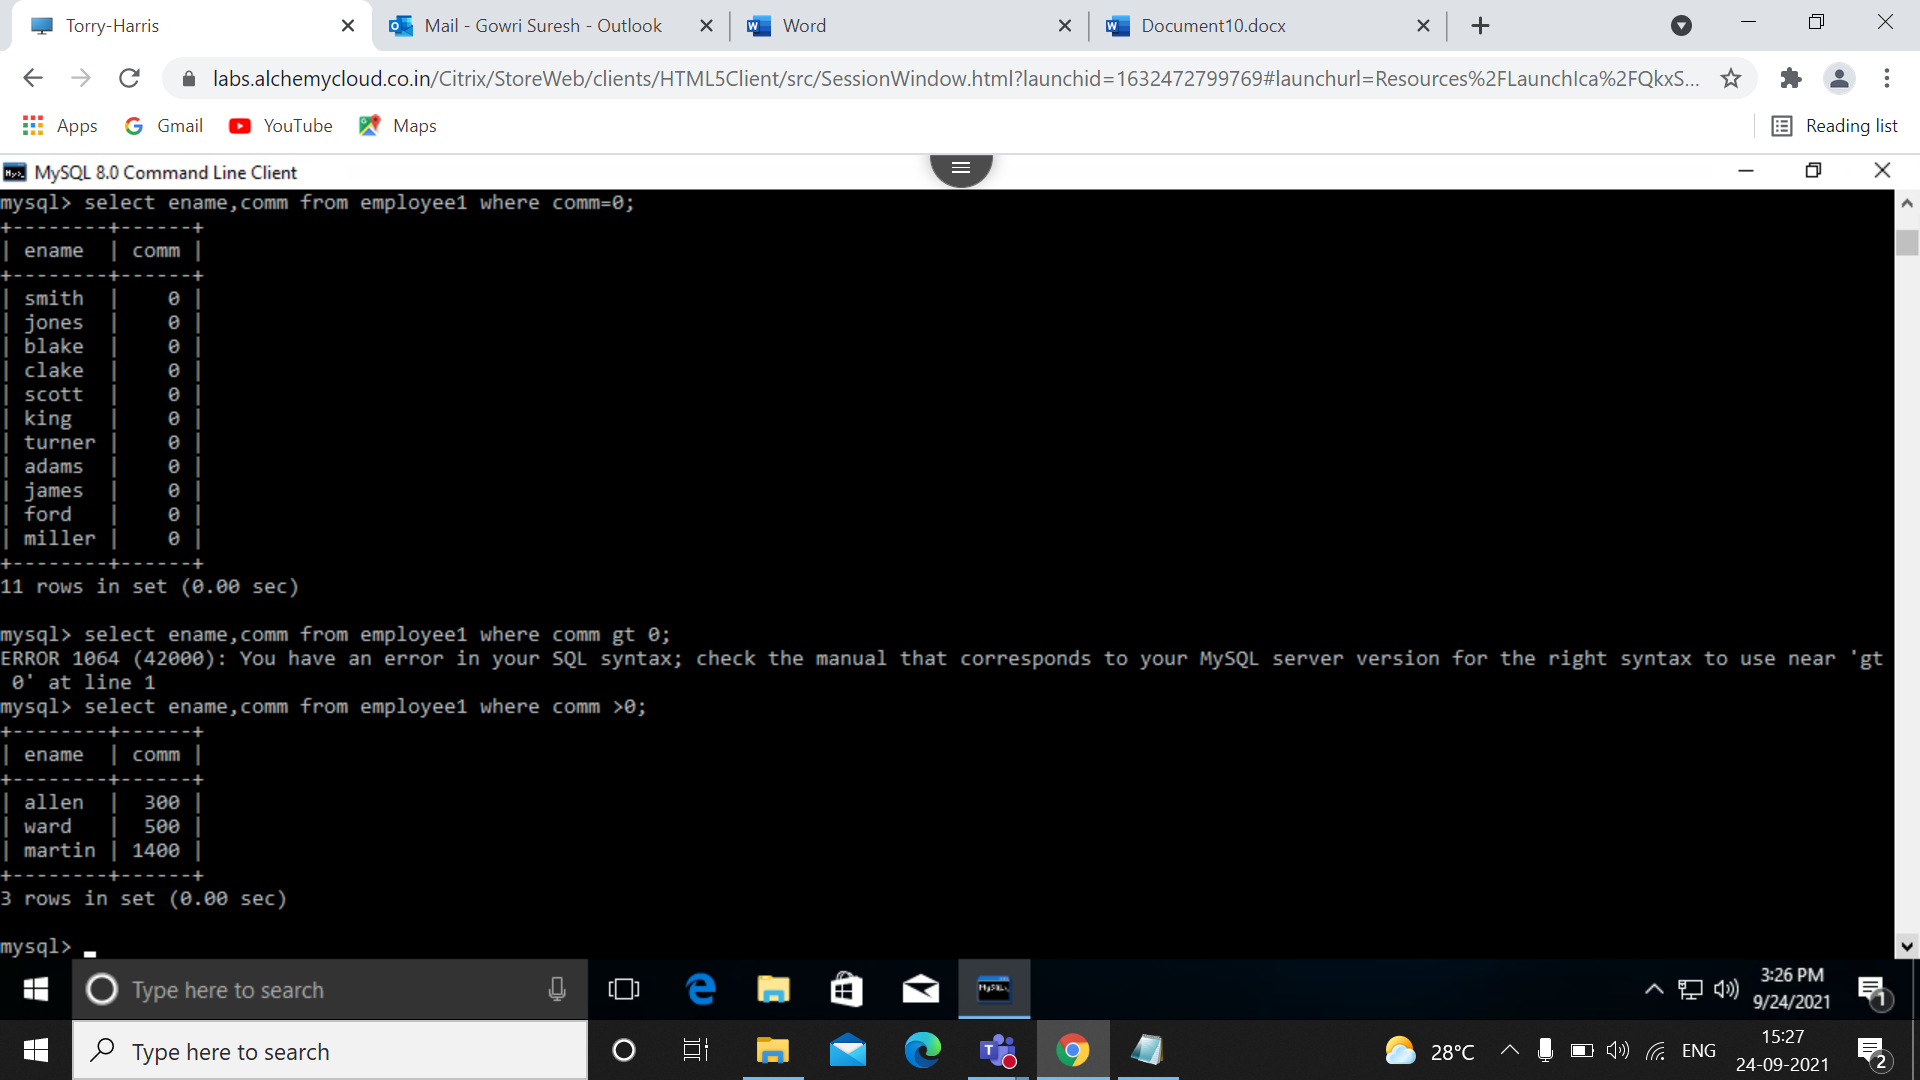 Torry-Harris
Mail - Gowri Suresh - Outlook
Word
Document10.docx
labs.alchemycloud.co.in/Citrix/StoreWeb/clients/HTML5Client/src/SessionWindow.html?launchid=1632472799769#launchurl=Resources%2FLaunchIca%2FQkxS...
Apps
Gmail
YouTube
Maps
Reading list
MySQL 8.0 Command Line Client
mysql> select ename,comm from employee1 where comm=0;
+--------+------+
| ename  | comm |
+--------+------+
| smith  |    0 |
| jones  |    0 |
| blake  |    0 |
| clake  |    0 |
| scott  |    0 |
| king   |    0 |
| turner |    0 |
| adams  |    0 |
| james  |    0 |
| ford   |    0 |
| miller |    0 |
+--------+------+
11 rows in set (0.00 sec)
mysql> select ename,comm from employee1 where comm gt 0;
ERROR 1064 (42000): You have an error in your SQL syntax; check the manual that corresponds to your MySQL server version for the right syntax to use near 'gt
 0' at line 1
mysql> select ename,comm from employee1 where comm >0;
+--------+------+
| ename  | comm |
+--------+------+
| allen  |  300 |
| ward   |  500 |
| martin | 1400 |
+--------+------+
3 rows in set (0.00 sec)
mysql>
Type here to search
3:26 PM
9/24/2021
1
Type here to search
28°C
ENG
15:27
24-09-2021
2